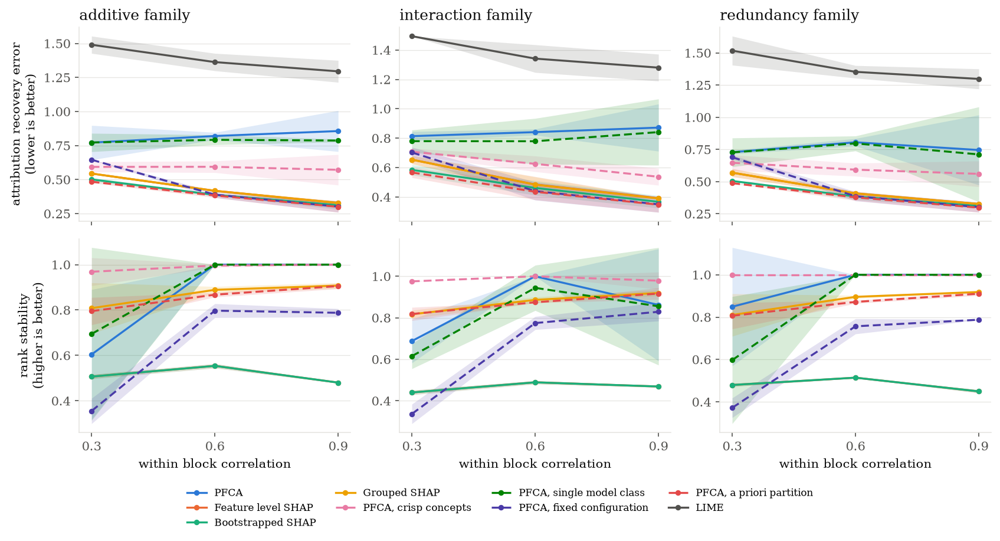 additive family
interaction family
redundancy family
attribution recovery error
(lower is better)
1.50
1.25
1.00
0.75
0.50
0.25
1.4
1.2
1.0
0.8
0.6
0.4
1.50
1.25
1.00
0.75
0.50
0.25
rank stability
(higher is better)
1.0
0.8
0.6
0.4
1.0
0.8
0.6
0.4
1.0
0.8
0.6
0.4
0.3 0.6 0.9
0.3 0.6 0.9
0.3 0.6 0.9
within block correlation
within block correlation
within block correlation
PFCA
Feature level SHAP
Bootstrapped SHAP
Grouped SHAP
PFCA, crisp concepts
PFCA, single model class
PFCA, fixed configuration
PFCA, a priori partition
LIME